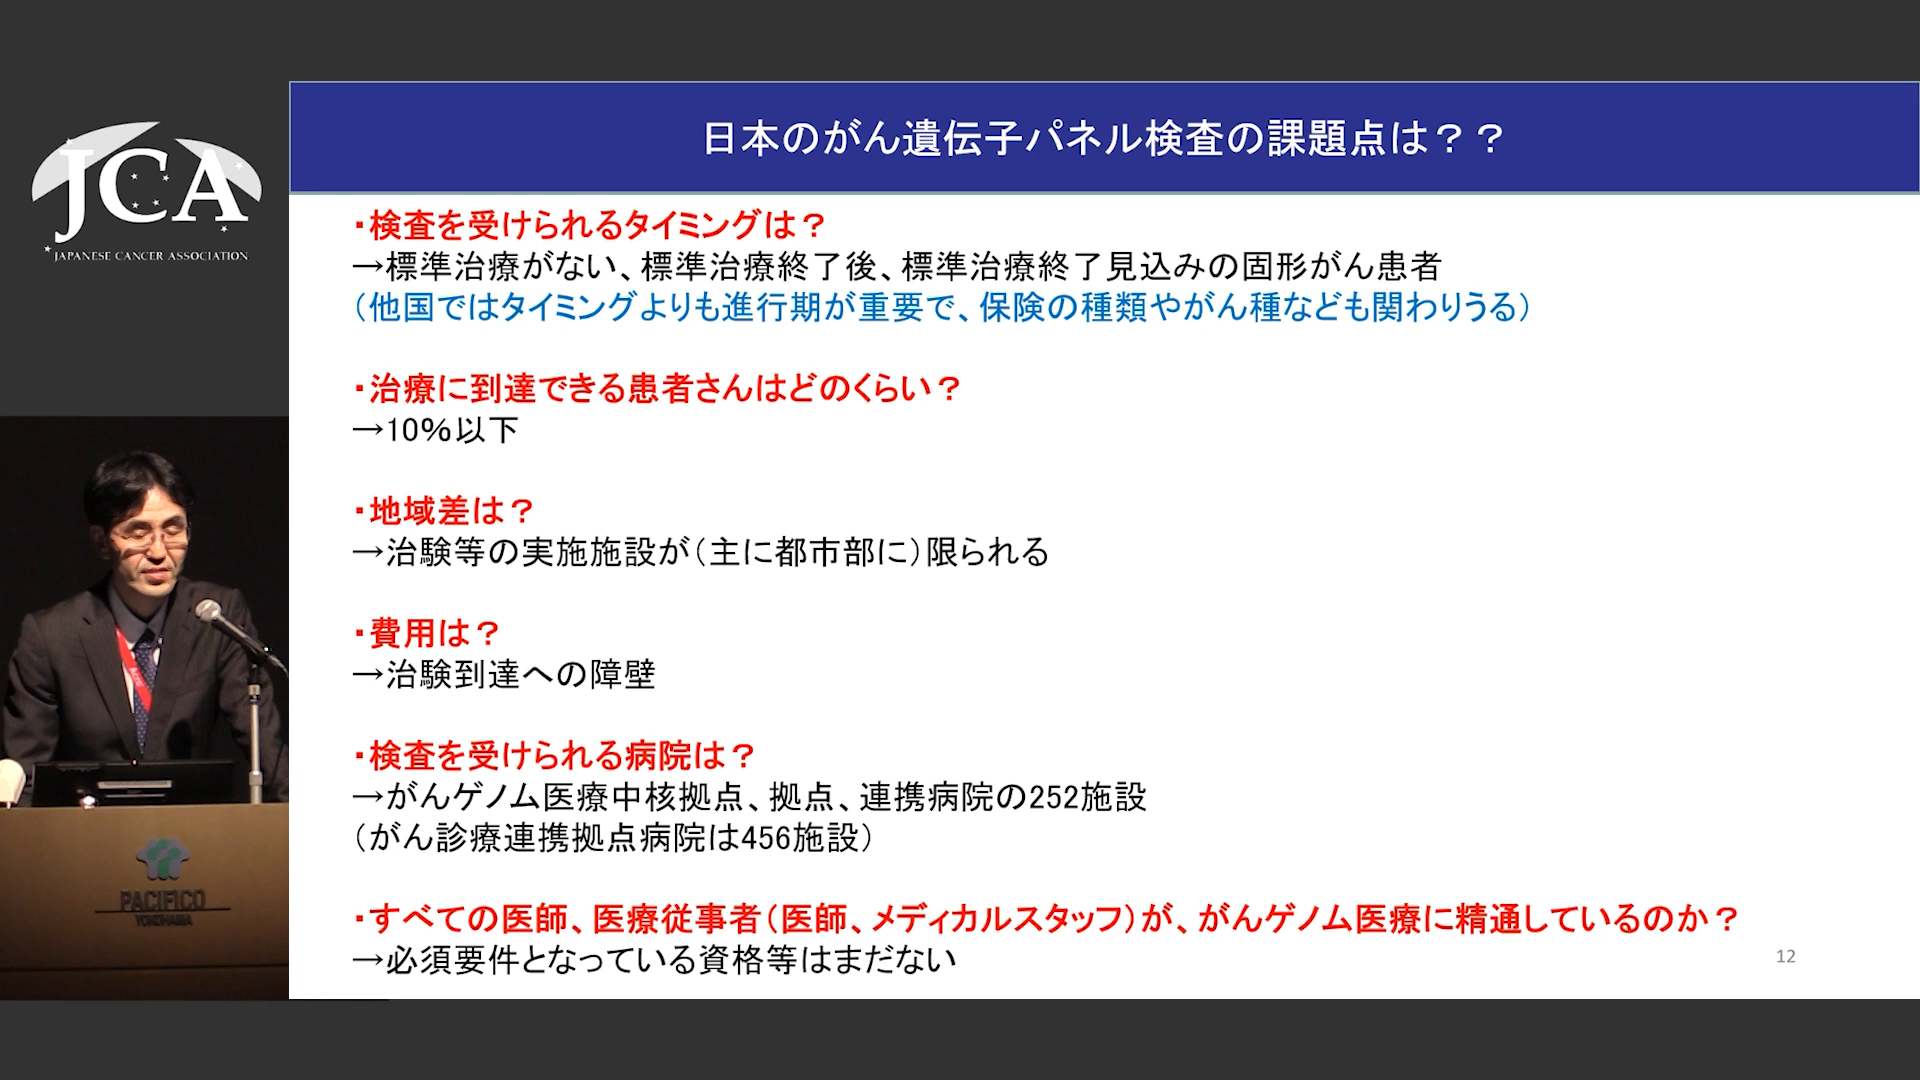 JCA
JAPANESE CANCER ASSOCIATION
日本のがん遺伝子パネル検査の課題点は？？
・検査を受けられるタイミングは？
→標準治療がない、標準治療終了後、標準治療終了見込みの固形がん患者
（他国ではタイミングよりも進行期が重要で、保険の種類やがん種なども関わりうる）
・治療に到達できる患者さんはどのくらい？
→10%以下
・地域差は？
→治験等の実施施設が（主に都市部に）限られる
・費用は？
→治験到達への障壁
・検査を受けられる病院は？
→がんゲノム医療中核拠点、拠点、連携病院の252施設
（がん診療連携拠点病院は456施設）
・すべての医師、医療従事者（医師、メディカルスタッフ）が、がんゲノム医療に精通しているのか？
→必須要件となっている資格等はまだない
12
PACIFICO
YOKOHAMA